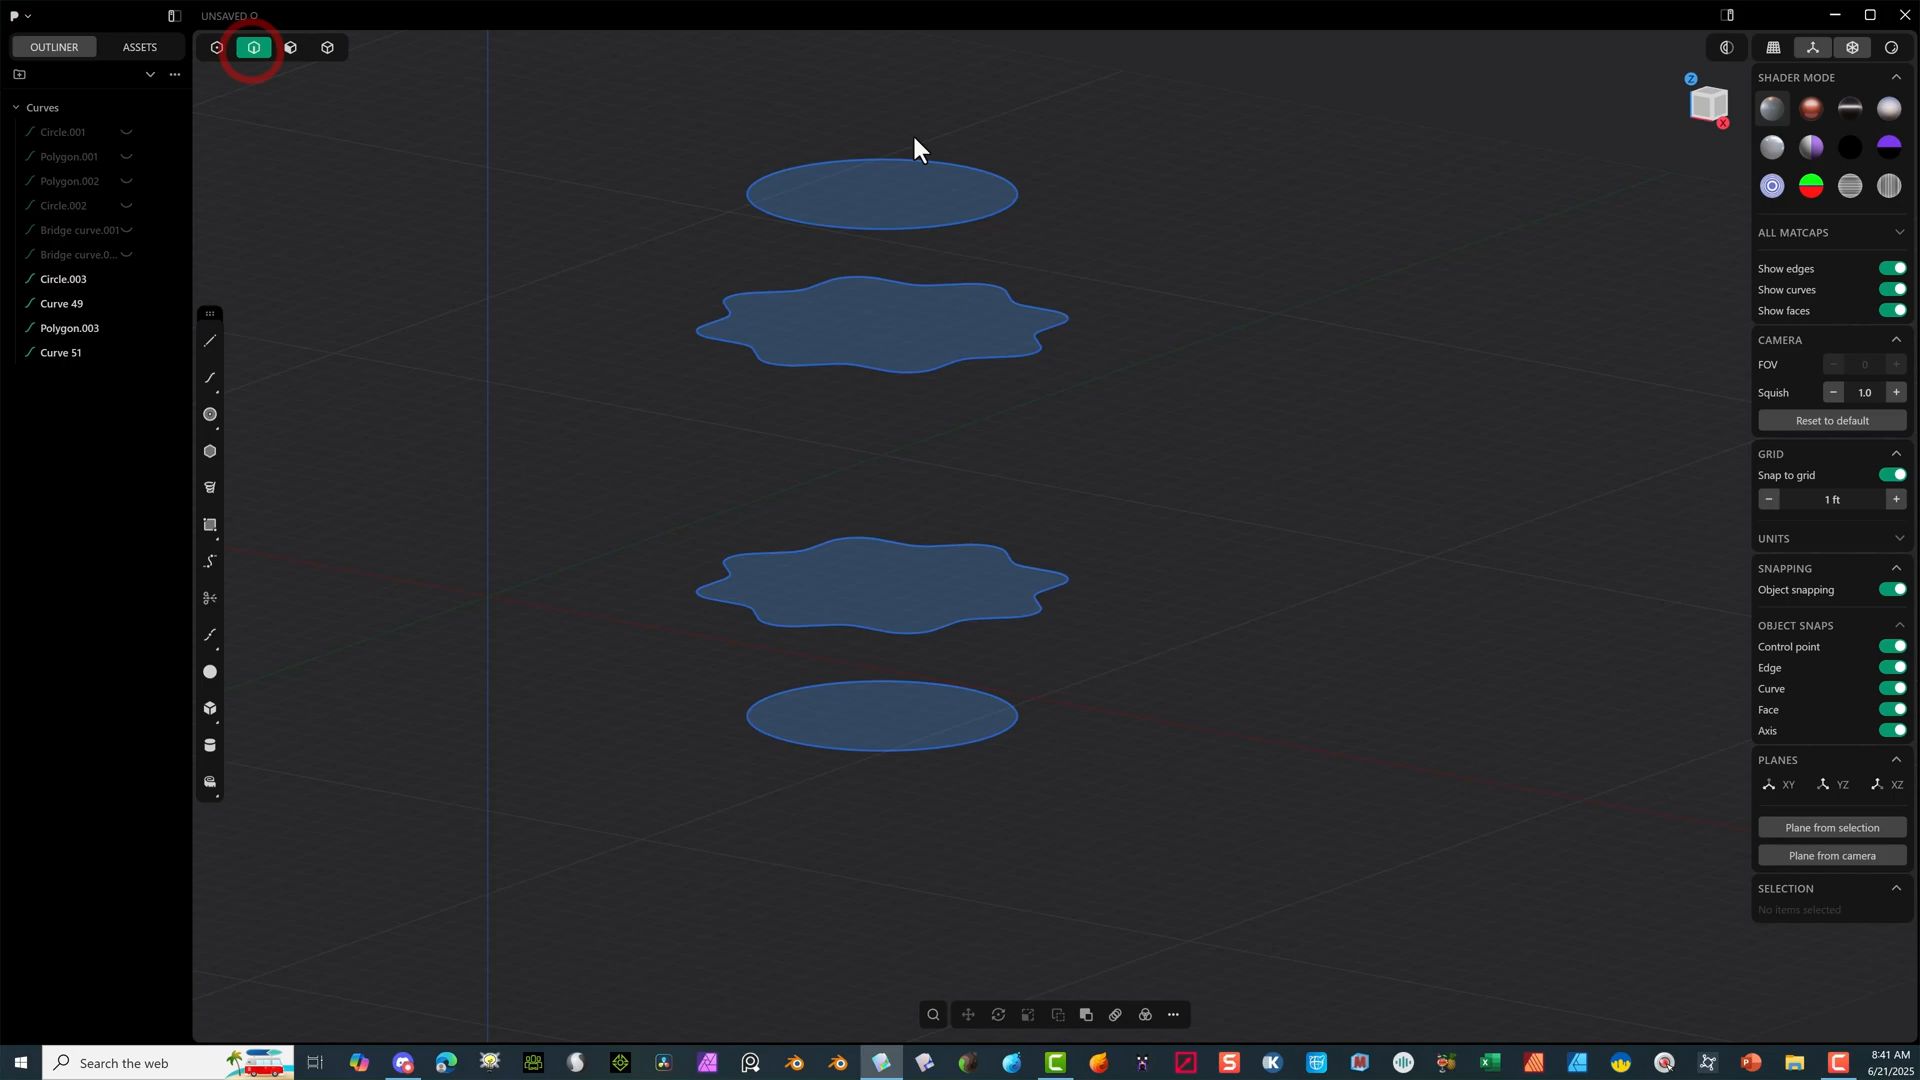 UNSAVED
OUTLINER
ASSETS
Curves
Circle.001
Polygon.001
Polygon.002
Circle.002
Bridge curve.001
Bridge curve.0...
Circle.003
Curve 49
Polygon.003
Curve 51
Z
X
SHADER MODE
ALL MATCAPS
Show edges
Show curves
Show faces
CAMERA
FOV
0
Squish
1.0
Reset to default
GRID
Snap to grid
1 ft
UNITS
SNAPPING
Object snapping
OBJECT SNAPS
Control point
Edge
Curve
Face
Axis
PLANES
XY YZ XZ
Plane from selection
Plane from camera
SELECTION
No items selected
Search the web
8:41 AM
6/21/2025